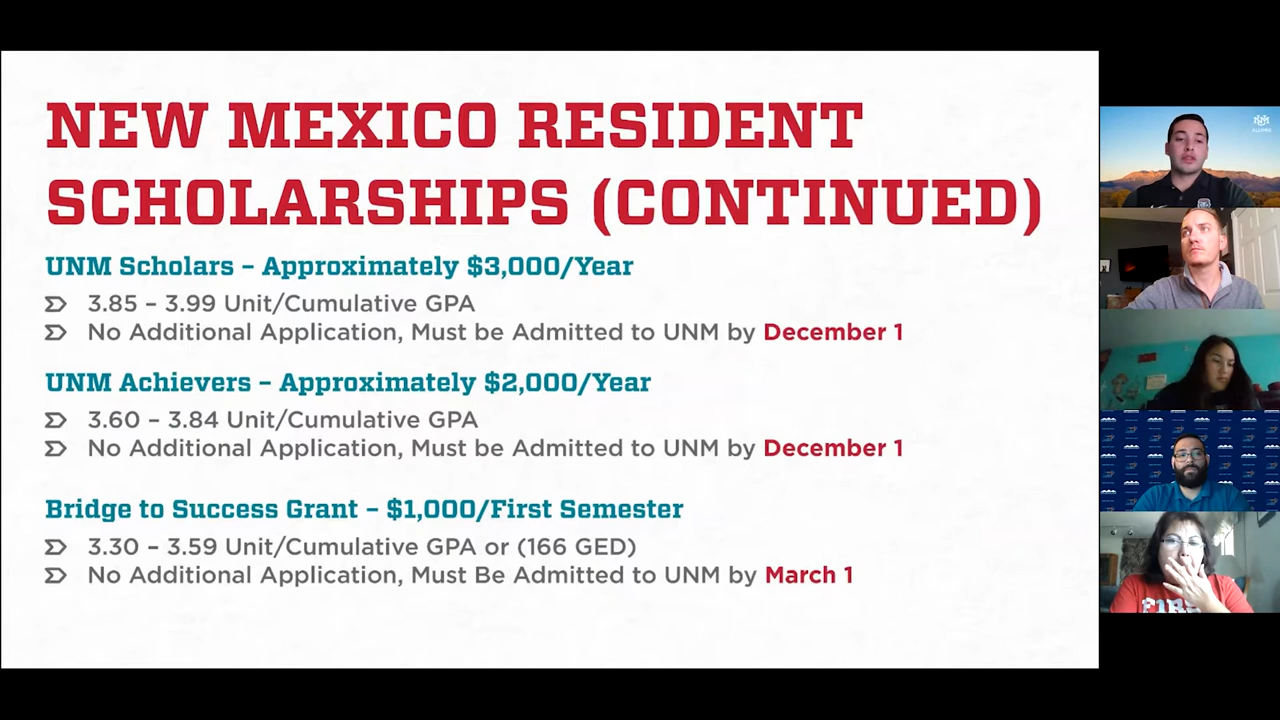 NEW MEXICO RESIDENT
SCHOLARSHIPS (CONTINUED)
UNM Scholars – Approximately $3,000/Year
3.85 – 3.99 Unit/Cumulative GPA
No Additional Application, Must be Admitted to UNM by December 1
UNM Achievers – Approximately $2,000/Year
3.60 – 3.84 Unit/Cumulative GPA
No Additional Application, Must be Admitted to UNM by December 1
Bridge to Success Grant – $1,000/First Semester
3.30 – 3.59 Unit/Cumulative GPA or (166 GED)
No Additional Application, Must Be Admitted to UNM by March 1